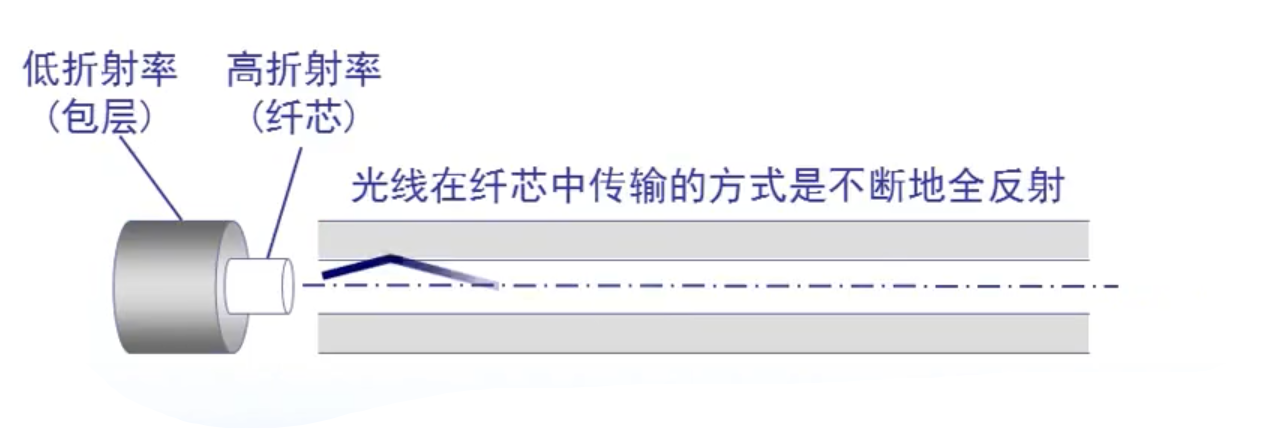 低折射率
（包层）
高折射率
（纤芯）
光线在纤芯中传输的方式是不断地全反射